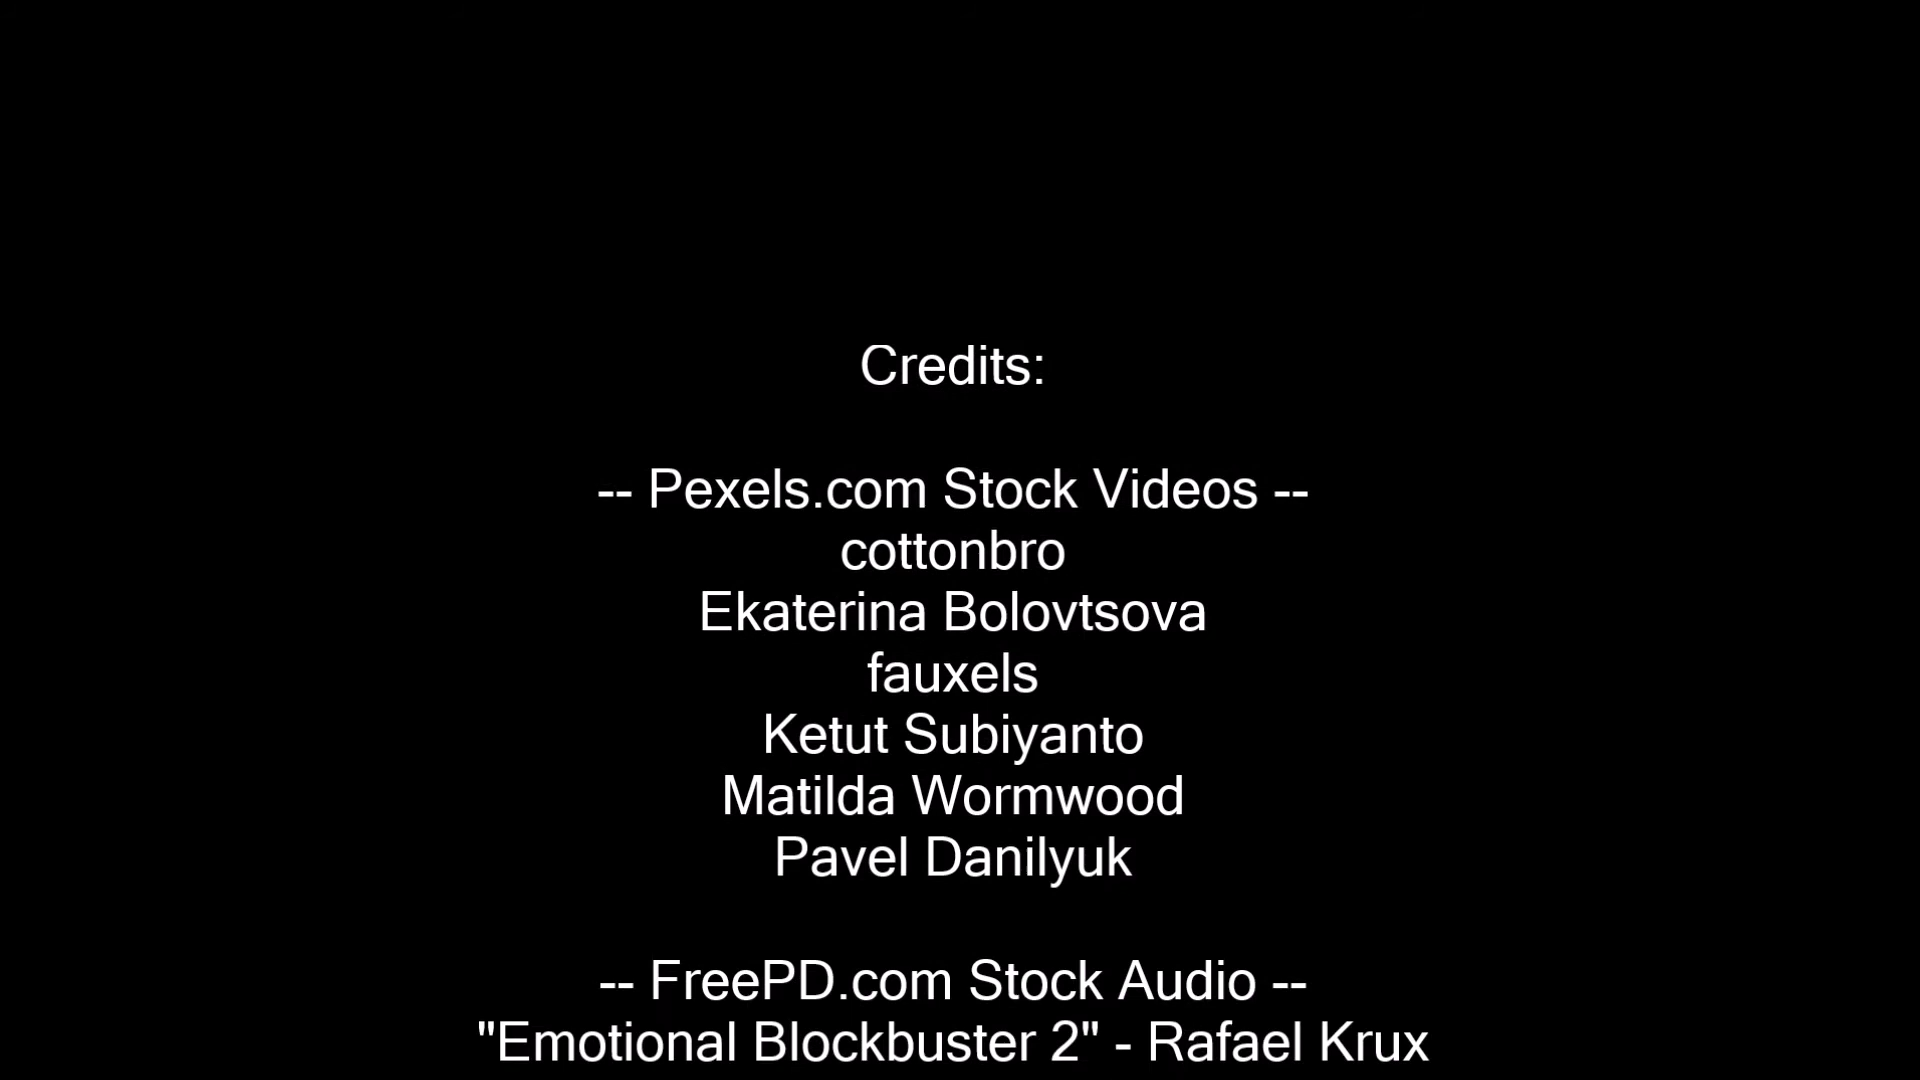 Credits:
-- Pexels.com Stock Videos --
cottonbro
Ekaterina Bolovtsova
fauxels
Ketut Subiyanto
Matilda Wormwood
Pavel Danilyuk
-- FreePD.com Stock Audio --
"Emotional Blockbuster 2" - Rafael Krux